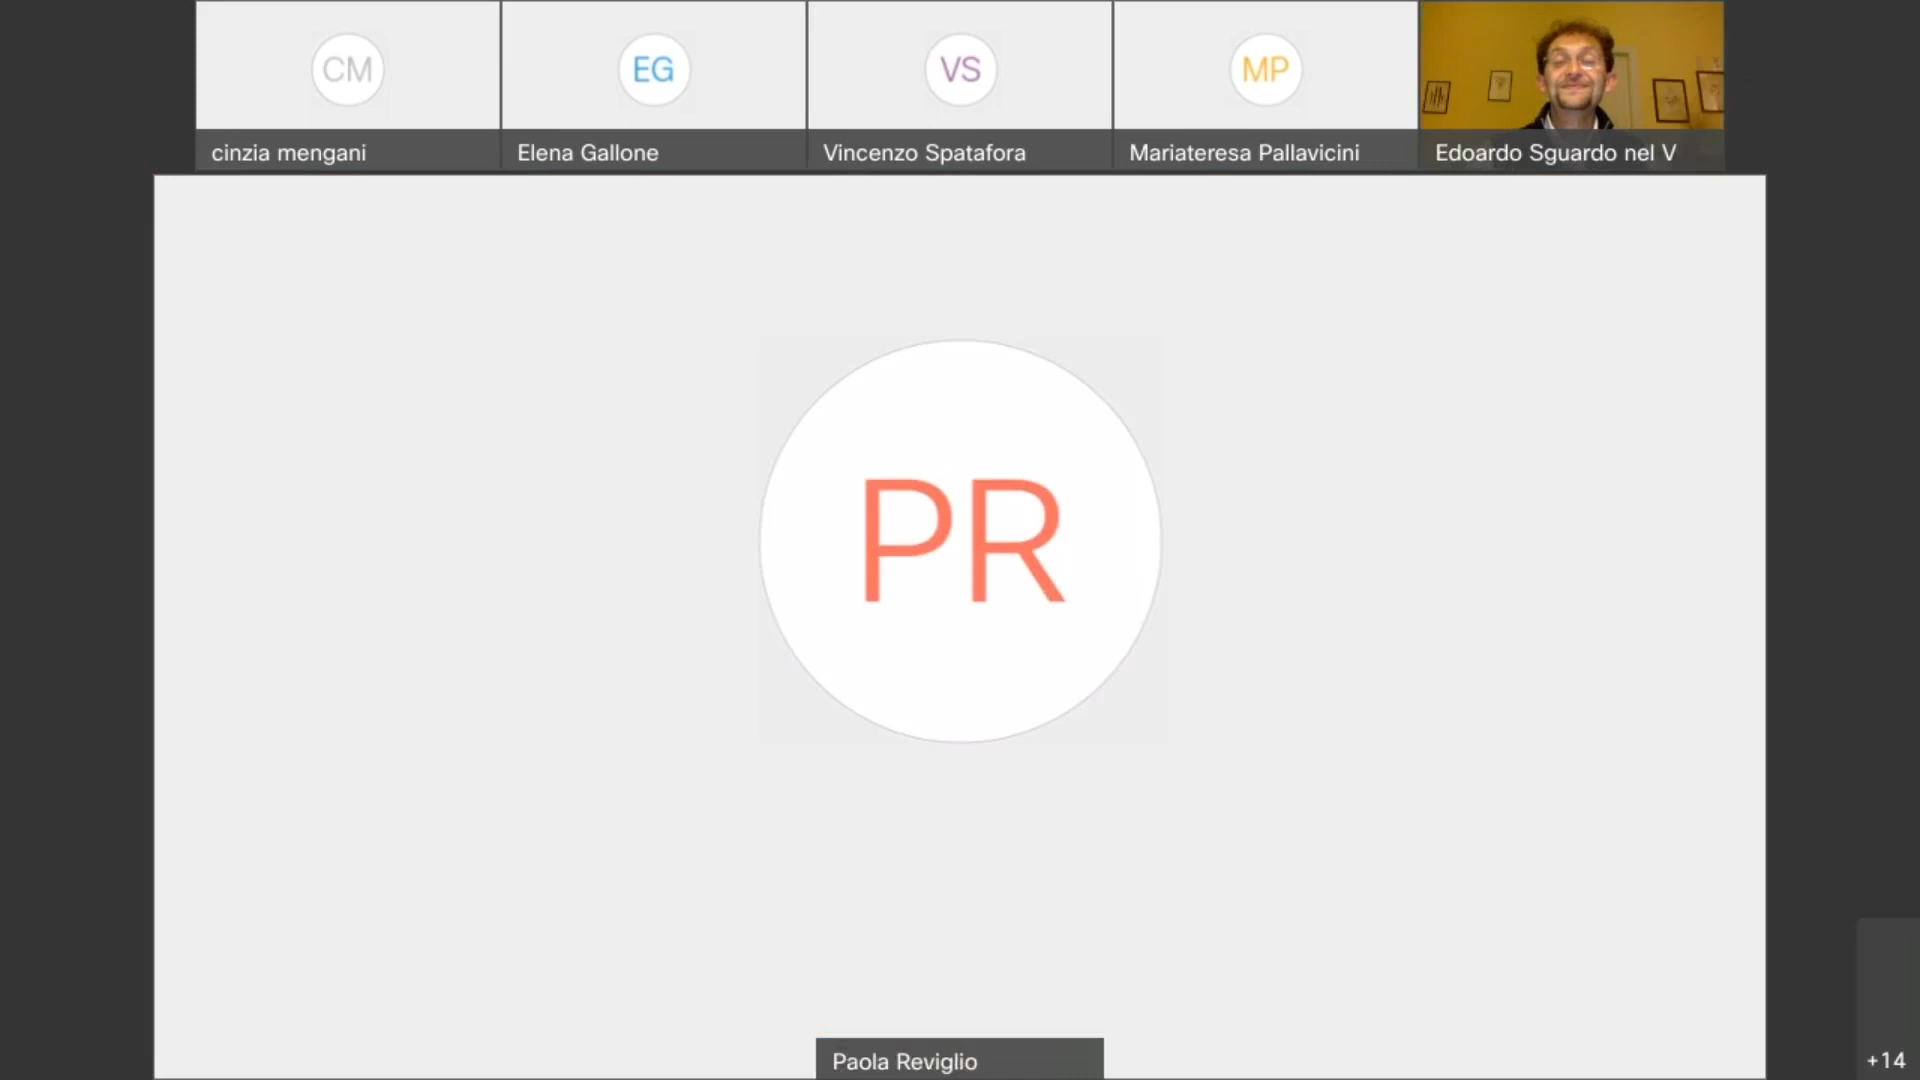 CM
EG
VS
MP
cinzia mengani
Elena Gallone
Vincenzo Spatafora
Mariateresa Pallavicini
Edoardo Sguardo nel V
PR
Paola Reviglio
+14